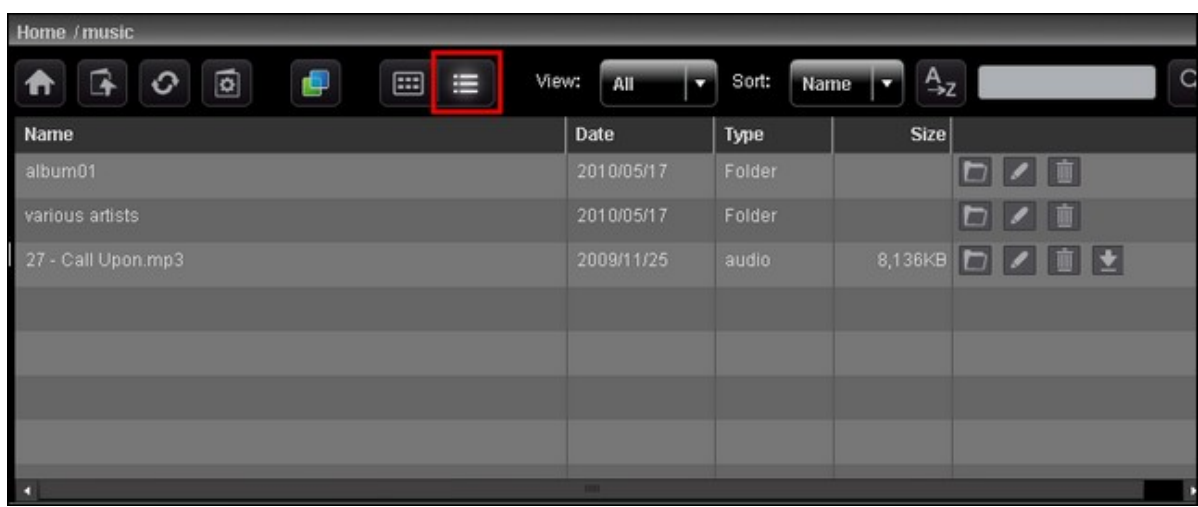 Home / music
View: All Sort: Name A→Z
Name Date Type Size
album01 2010/05/17 Folder
various artists 2010/05/17 Folder
27 - Call Upon.mp3 2009/11/25 audio 8,136KB